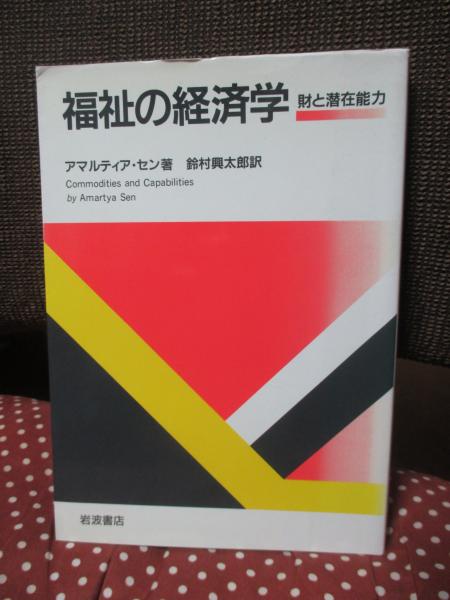 福祉の経済学 財と潜在能力
アマルティア・セン著 鈴村興太郎訳
Commodities and Capabilities
by Amartya Sen
岩波書店